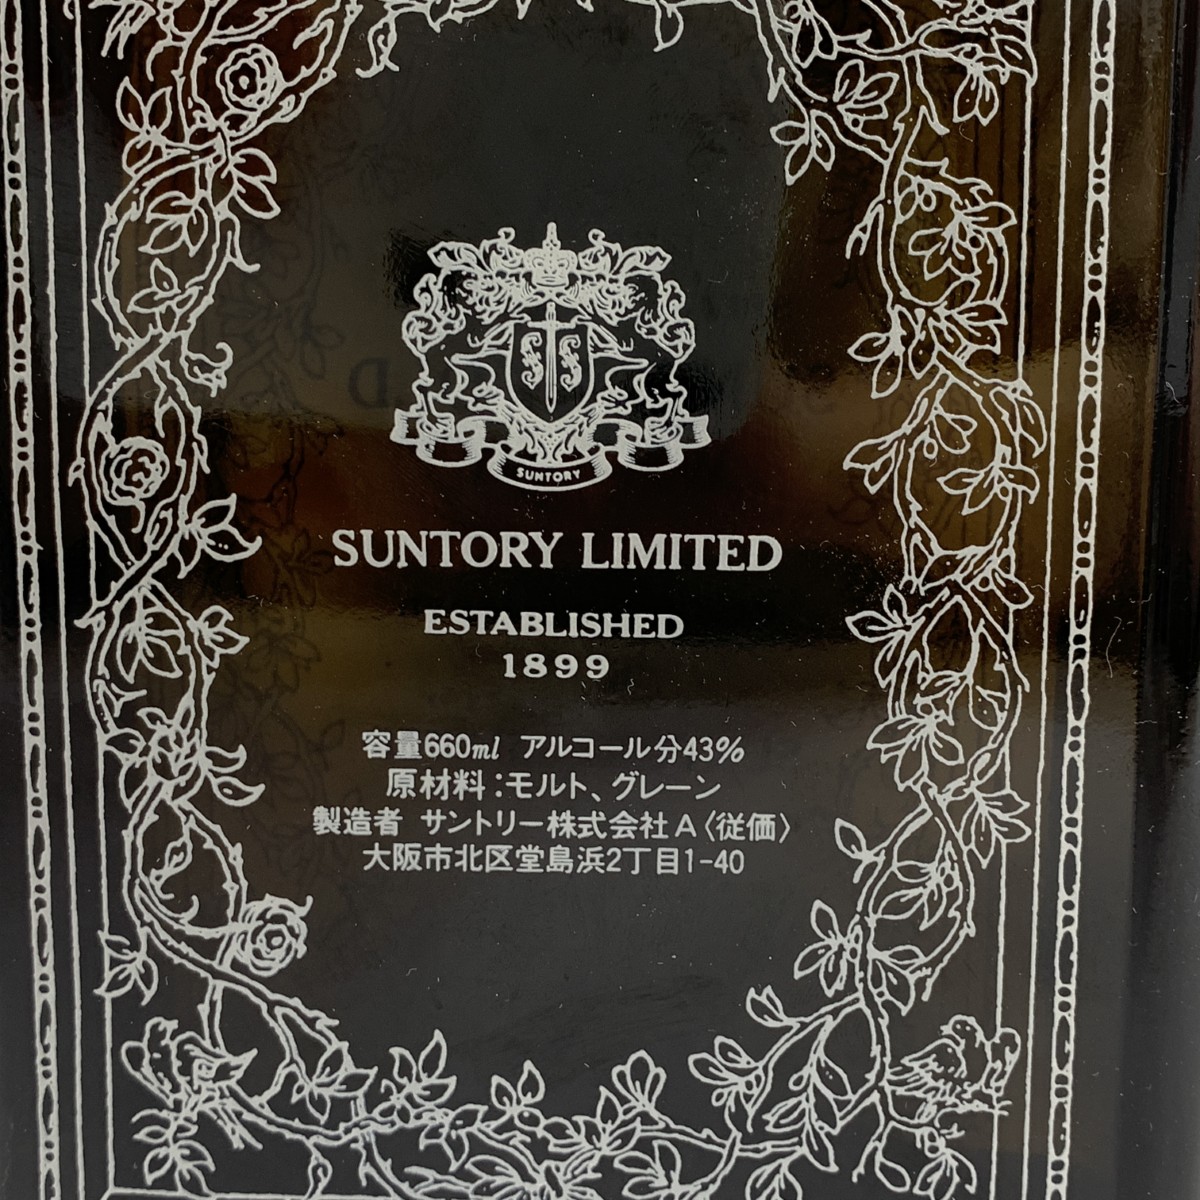 SS
SUNTORY
SUNTORY LIMITED
ESTABLISHED
1899
容量660ml アルコール分43%
原材料:モルト、グレーン
製造者 サントリー株式会社A〈従価〉
大阪市北区堂島浜2丁目1-40